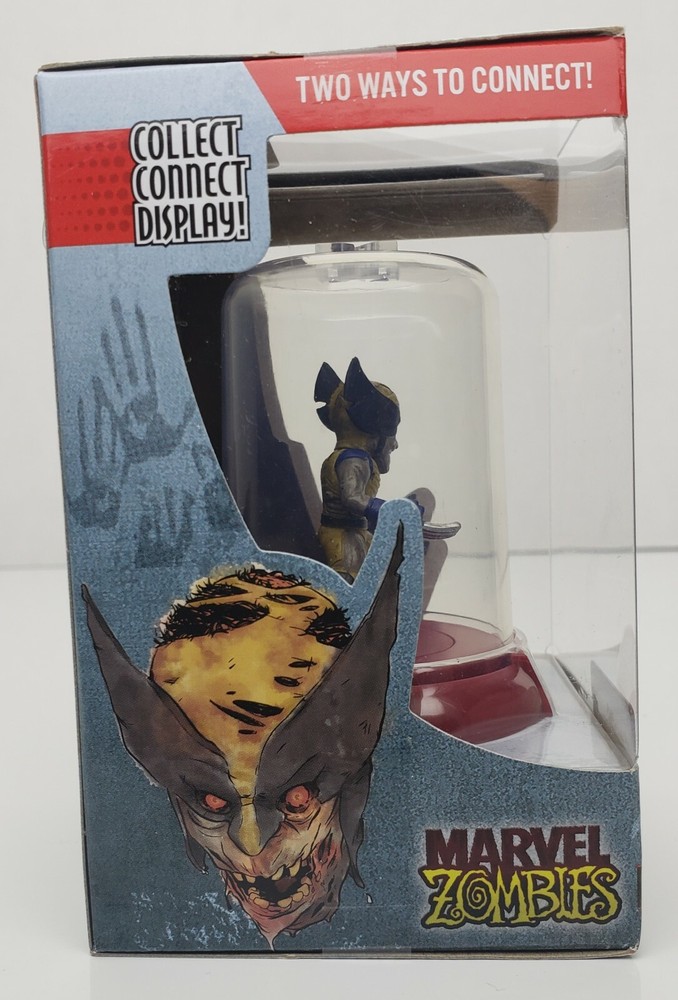 TWO WAYS TO CONNECT!
COLLECT
CONNECT
DISPLAY!
MARVEL
ZOMBIES